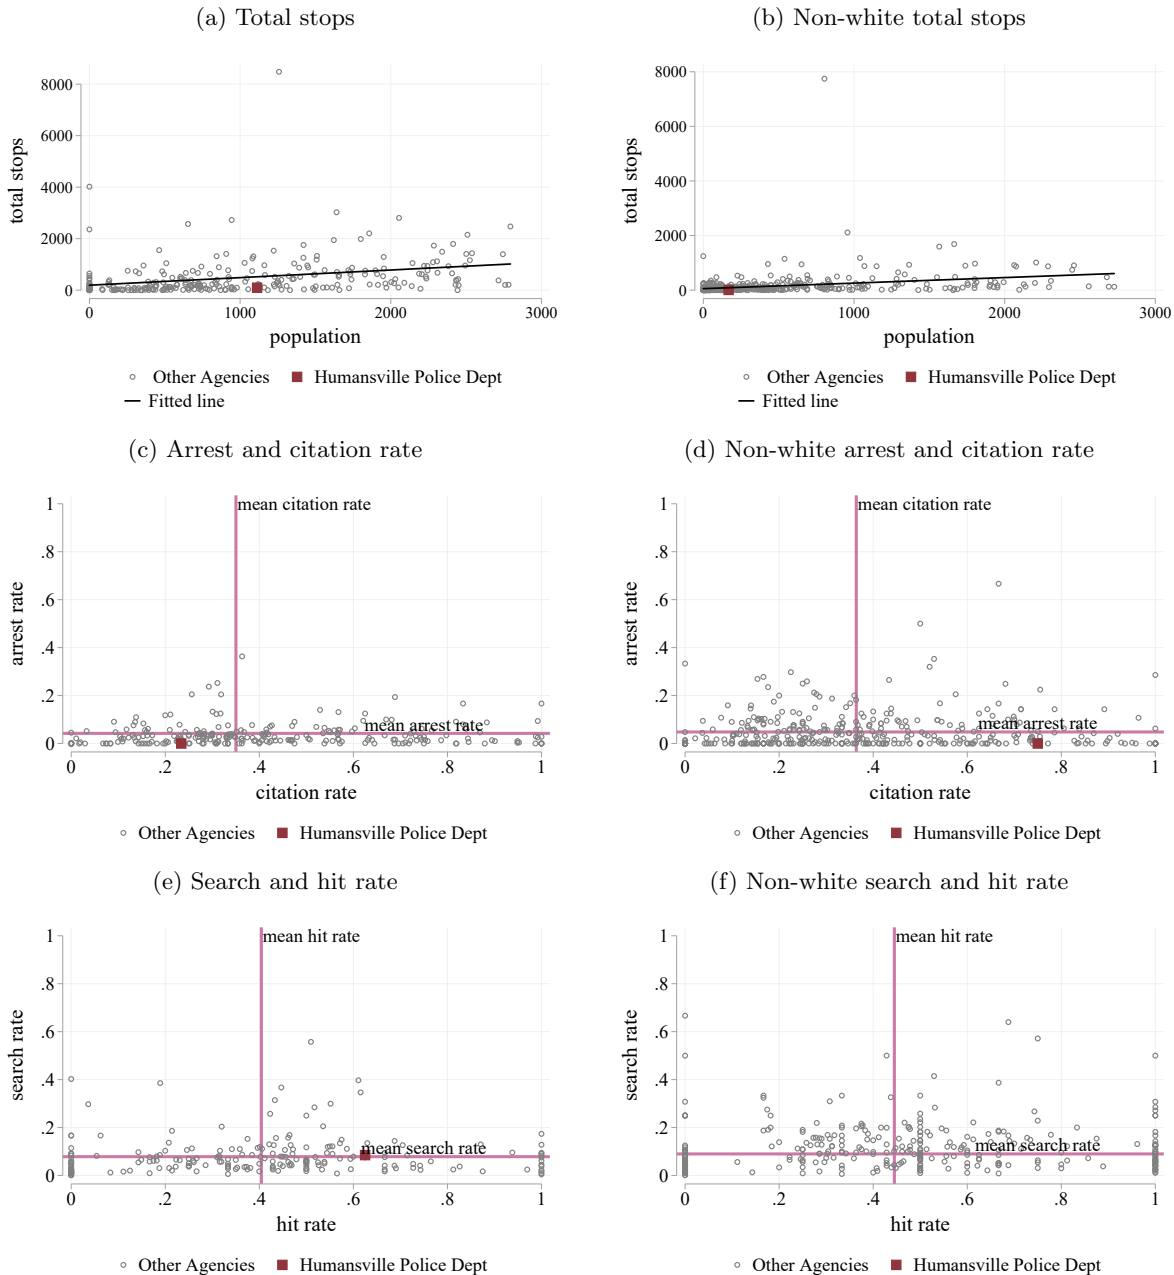 (a) Total stops
(b) Non-white total stops
8000
6000
4000
2000
0
total stops
0
1000
2000
3000
population
Other Agencies
Humansville Police Dept
Fitted line
8000
6000
4000
2000
0
total stops
0
1000
2000
3000
population
Other Agencies
Humansville Police Dept
Fitted line
(c) Arrest and citation rate
(d) Non-white arrest and citation rate
1
.8
.6
.4
.2
0
arrest rate
mean citation rate
mean arrest rate
0
.2
.4
.6
.8
1
citation rate
Other Agencies
Humansville Police Dept
1
.8
.6
.4
.2
0
arrest rate
mean citation rate
mean arrest rate
0
.2
.4
.6
.8
1
citation rate
Other Agencies
Humansville Police Dept
(e) Search and hit rate
(f) Non-white search and hit rate
1
.8
.6
.4
.2
0
search rate
mean hit rate
mean search rate
0
.2
.4
.6
.8
1
hit rate
Other Agencies
Humansville Police Dept
1
.8
.6
.4
.2
0
search rate
mean hit rate
mean search rate
0
.2
.4
.6
.8
1
hit rate
Other Agencies
Humansville Police Dept